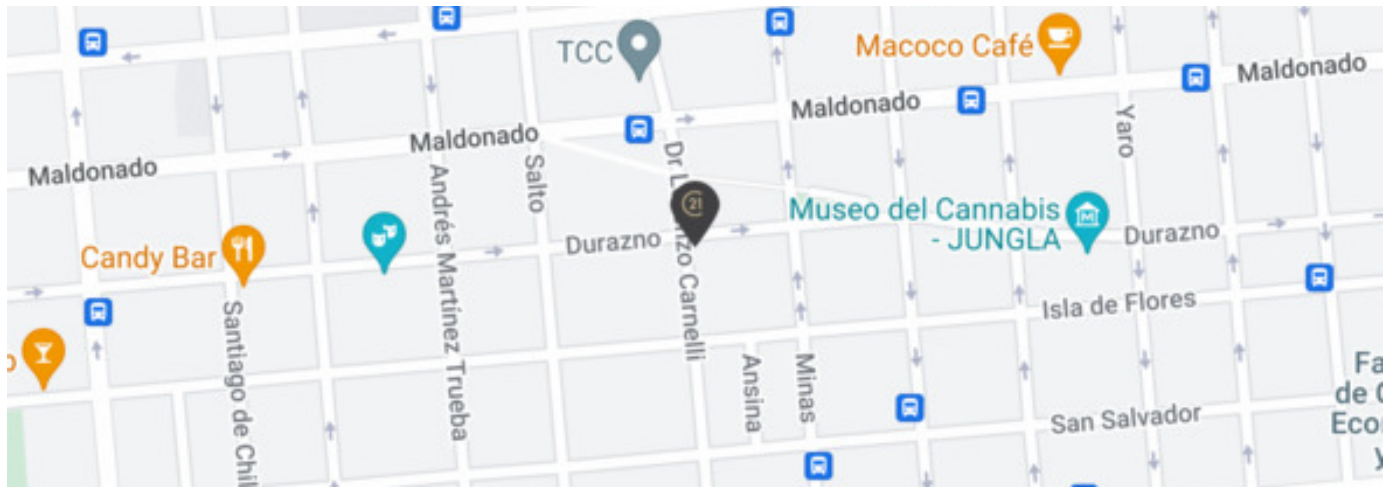 TCC
Macoco Café
Maldonado
Maldonado
Maldonado
Maldonado
Yaro
Salto
Dr L nzo Carnelli
Andrés Martínez Trueba
21
Museo del Cannabis
- JUNGLA
Durazno
Durazno
Candy Bar
Isla de Flores
Santiago de Chil
Ansina
Minas
San Salvador
Fa
de C
Econ
y